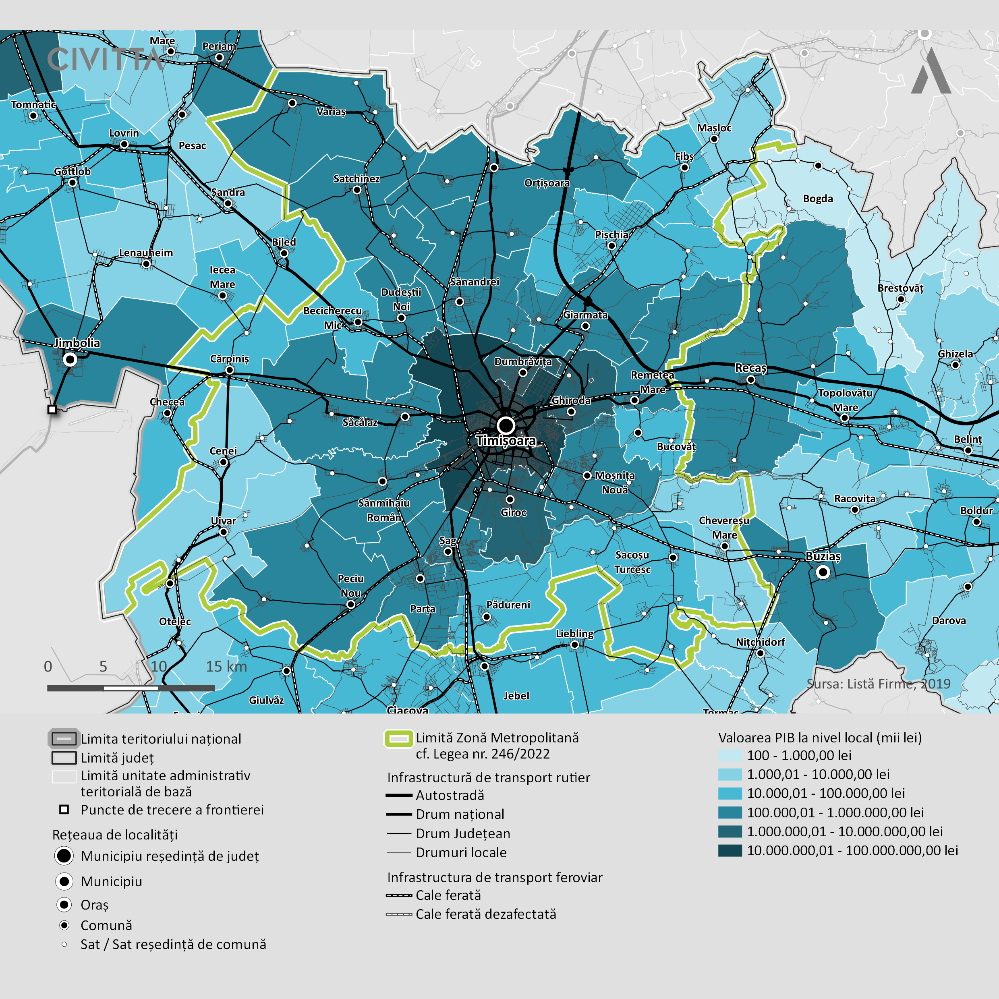 Mare
Periam
CIVITTA
Tomnatic
Variaș
Lovrin
Pesac
Mașloc
Fibș
Gottlob
Satchinez
Orțișoara
Șandra
Bogda
Pișchia
Biled
Lenauheim
Iecea
Mare
Sânandrei
Brestovăț
Dudeștii
Noi
Becicherecu
Mic
Giarmata
Jimbolia
Ghizela
Cărpiniș
Dumbrăvița
Recaș
Remetea
Mare
Topolovățu
Mare
Checea
Ghiroda
Săcălaz
Timișoara
Bucovăț
Belinț
Cenei
Moșnița
Nouă
Sânmihaiu
Român
Racovița
Giroc
Boldur
Uivar
Chevereșu
Mare
Șag
Sacoșu
Turcesc
Buziaș
Peciu
Nou
Parța
Pădureni
Otelec
Darova
Liebling
Nițchidorf
0 5 10 15 km
Sursa: Listă Firme, 2019
Giulvăz
Jebel
Ciacova
Tormac
Limita teritoriului național
Limită județ
Limită unitate administrativ
teritorială de bază
Puncte de trecere a frontierei
Rețeaua de localități
Municipiu reședință de județ
Municipiu
Oraș
Comună
Sat / Sat reședință de comună
Limită Zonă Metropolitană
cf. Legea nr. 246/2022
Infrastructură de transport rutier
Autostradă
Drum național
Drum Județean
Drumuri locale
Infrastructura de transport feroviar
Cale ferată
Cale ferată dezafectată
Valoarea PIB la nivel local (mii lei)
100 - 1.000,00 lei
1.000,01 - 10.000,00 lei
10.000,01 - 100.000,00 lei
100.000,01 - 1.000.000,00 lei
1.000.000,01 - 10.000.000,00 lei
10.000.000,01 - 100.000.000,00 lei